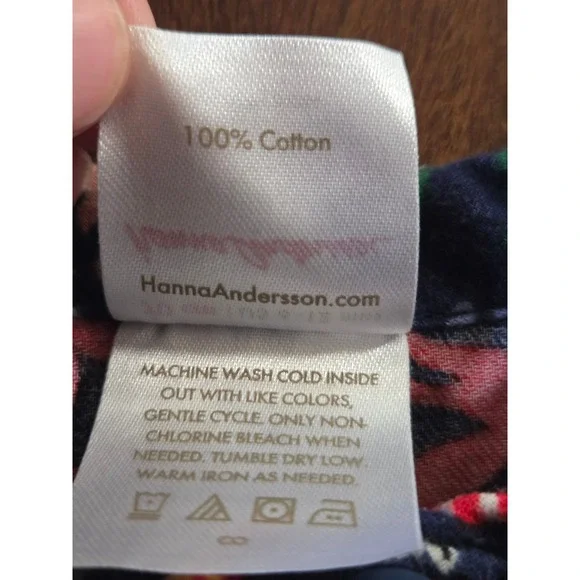 100% Cotton
HannaAndersson.com
MACHINE WASH COLD INSIDE
OUT WITH LIKE COLORS,
GENTLE CYCLE. ONLY NON-
CHLORINE BLEACH WHEN
NEEDED. TUMBLE DRY LOW.
WARM IRON AS NEEDED.